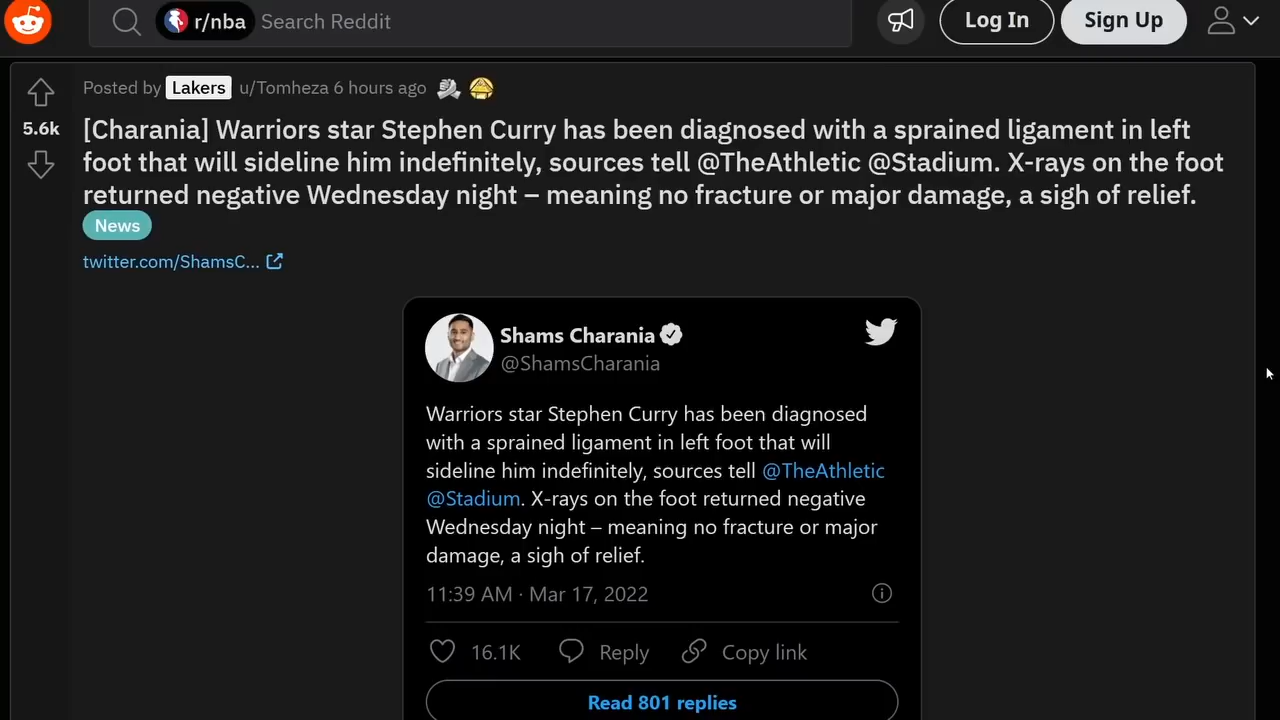 r/nba Search Reddit Log In Sign Up
Posted by Lakers u/Tomheza 6 hours ago
5.6k
[Charania] Warriors star Stephen Curry has been diagnosed with a sprained ligament in left
foot that will sideline him indefinitely, sources tell @TheAthletic @Stadium. X-rays on the foot
returned negative Wednesday night – meaning no fracture or major damage, a sigh of relief.
News
twitter.com/ShamsC...
Shams Charania
@ShamsCharania
Warriors star Stephen Curry has been diagnosed
with a sprained ligament in left foot that will
sideline him indefinitely, sources tell @TheAthletic
@Stadium. X-rays on the foot returned negative
Wednesday night – meaning no fracture or major
damage, a sigh of relief.
11:39 AM · Mar 17, 2022
16.1K Reply Copy link
Read 801 replies